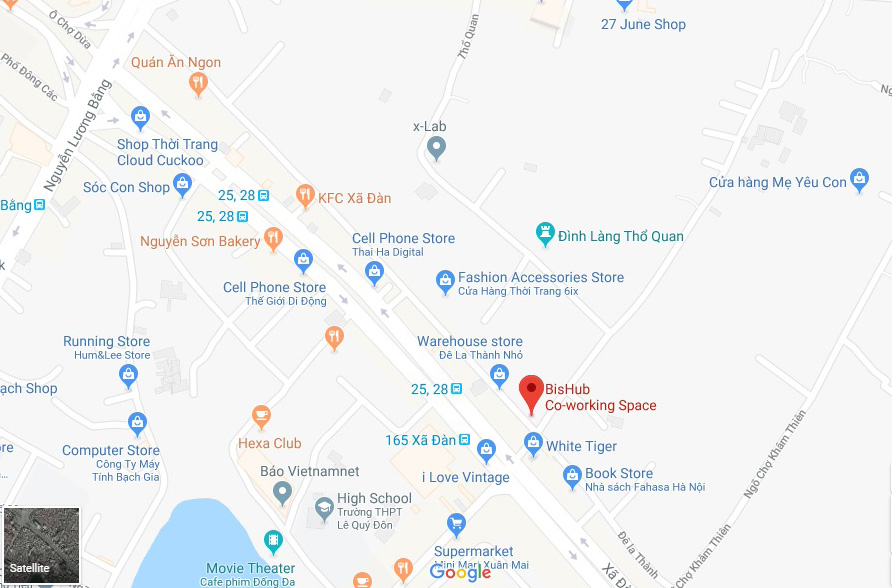 Ô Chợ Dừa
27 June Shop
Thổ Quan
Phố Đông Các
Quán Ăn Ngon
Nguyễn Lương Bằng
x-Lab
Shop Thời Trang
Cloud Cuckoo
Sóc Con Shop
25, 28
KFC Xã Đàn
Cửa hàng Mẹ Yêu Con
Bằng
25, 28
Nguyễn Sơn Bakery
Cell Phone Store
Thai Ha Digital
Đình Làng Thổ Quan
Cell Phone Store
Thế Giới Di Động
Fashion Accessories Store
Cửa Hàng Thời Trang 6ix
Running Store
Hum&Lee Store
Warehouse store
Đê La Thành Nhỏ
ach Shop
25, 28
BisHub
Co-working Space
Hexa Club
165 Xã Đàn
White Tiger
Computer Store
Công Ty Máy
Tính Bạch Gia
i Love Vintage
Book Store
Nhà sách Fahasa Hà Nội
Ngõ Chợ Khâm Thiên
Báo Vietnamnet
High School
Trường THPT
Lê Quý Đôn
Supermarket
Mini Mart Xuân Mai
Đê la Thành
Chợ Khâm Thiên
Movie Theater
Cafe phim Đống Đa
Satellite
Google
Xã Đ